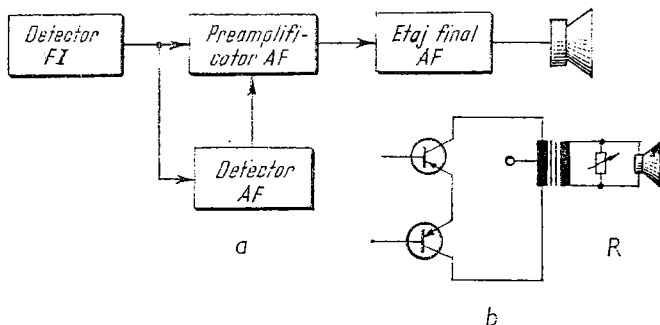 Detector
FI
Preamplifi-
cator AF
Etaj final
AF
Detector
AF
a
R
b